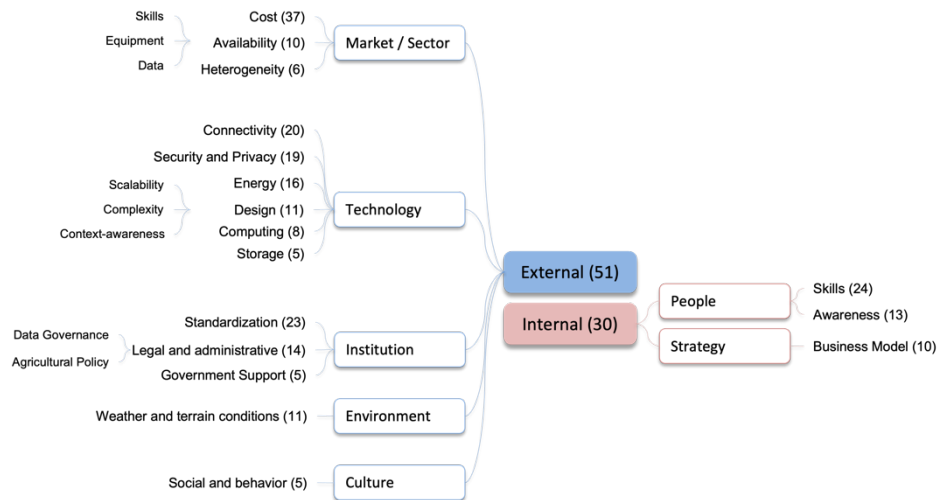 Skills
Equipment
Data
Cost (37)
Availability (10)
Heterogeneity (6)
Market / Sector
Connectivity (20)
Security and Privacy (19)
Energy (16)
Design (11)
Computing (8)
Storage (5)
Scalability
Complexity
Context-awareness
Technology
External (51)
Internal (30)
People
Skills (24)
Awareness (13)
Strategy
Business Model (10)
Standardization (23)
Legal and administrative (14)
Government Support (5)
Data Governance
Agricultural Policy
Institution
Weather and terrain conditions (11)
Environment
Social and behavior (5)
Culture